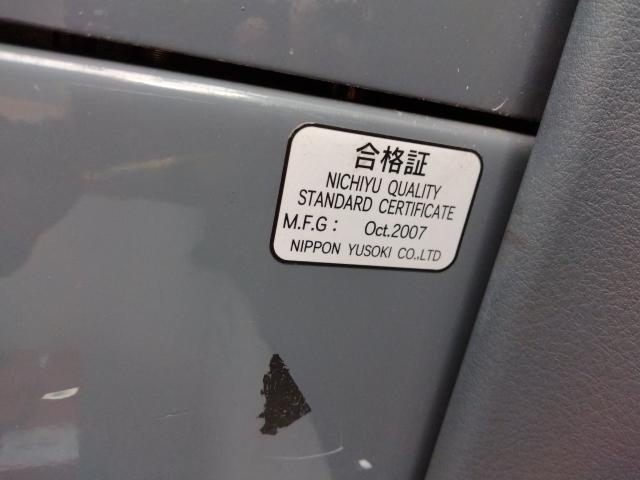 合格証
NICHIYU QUALITY
STANDARD CERTIFICATE
M.F.G : Oct.2007
NIPPON YUSOKI CO.,LTD